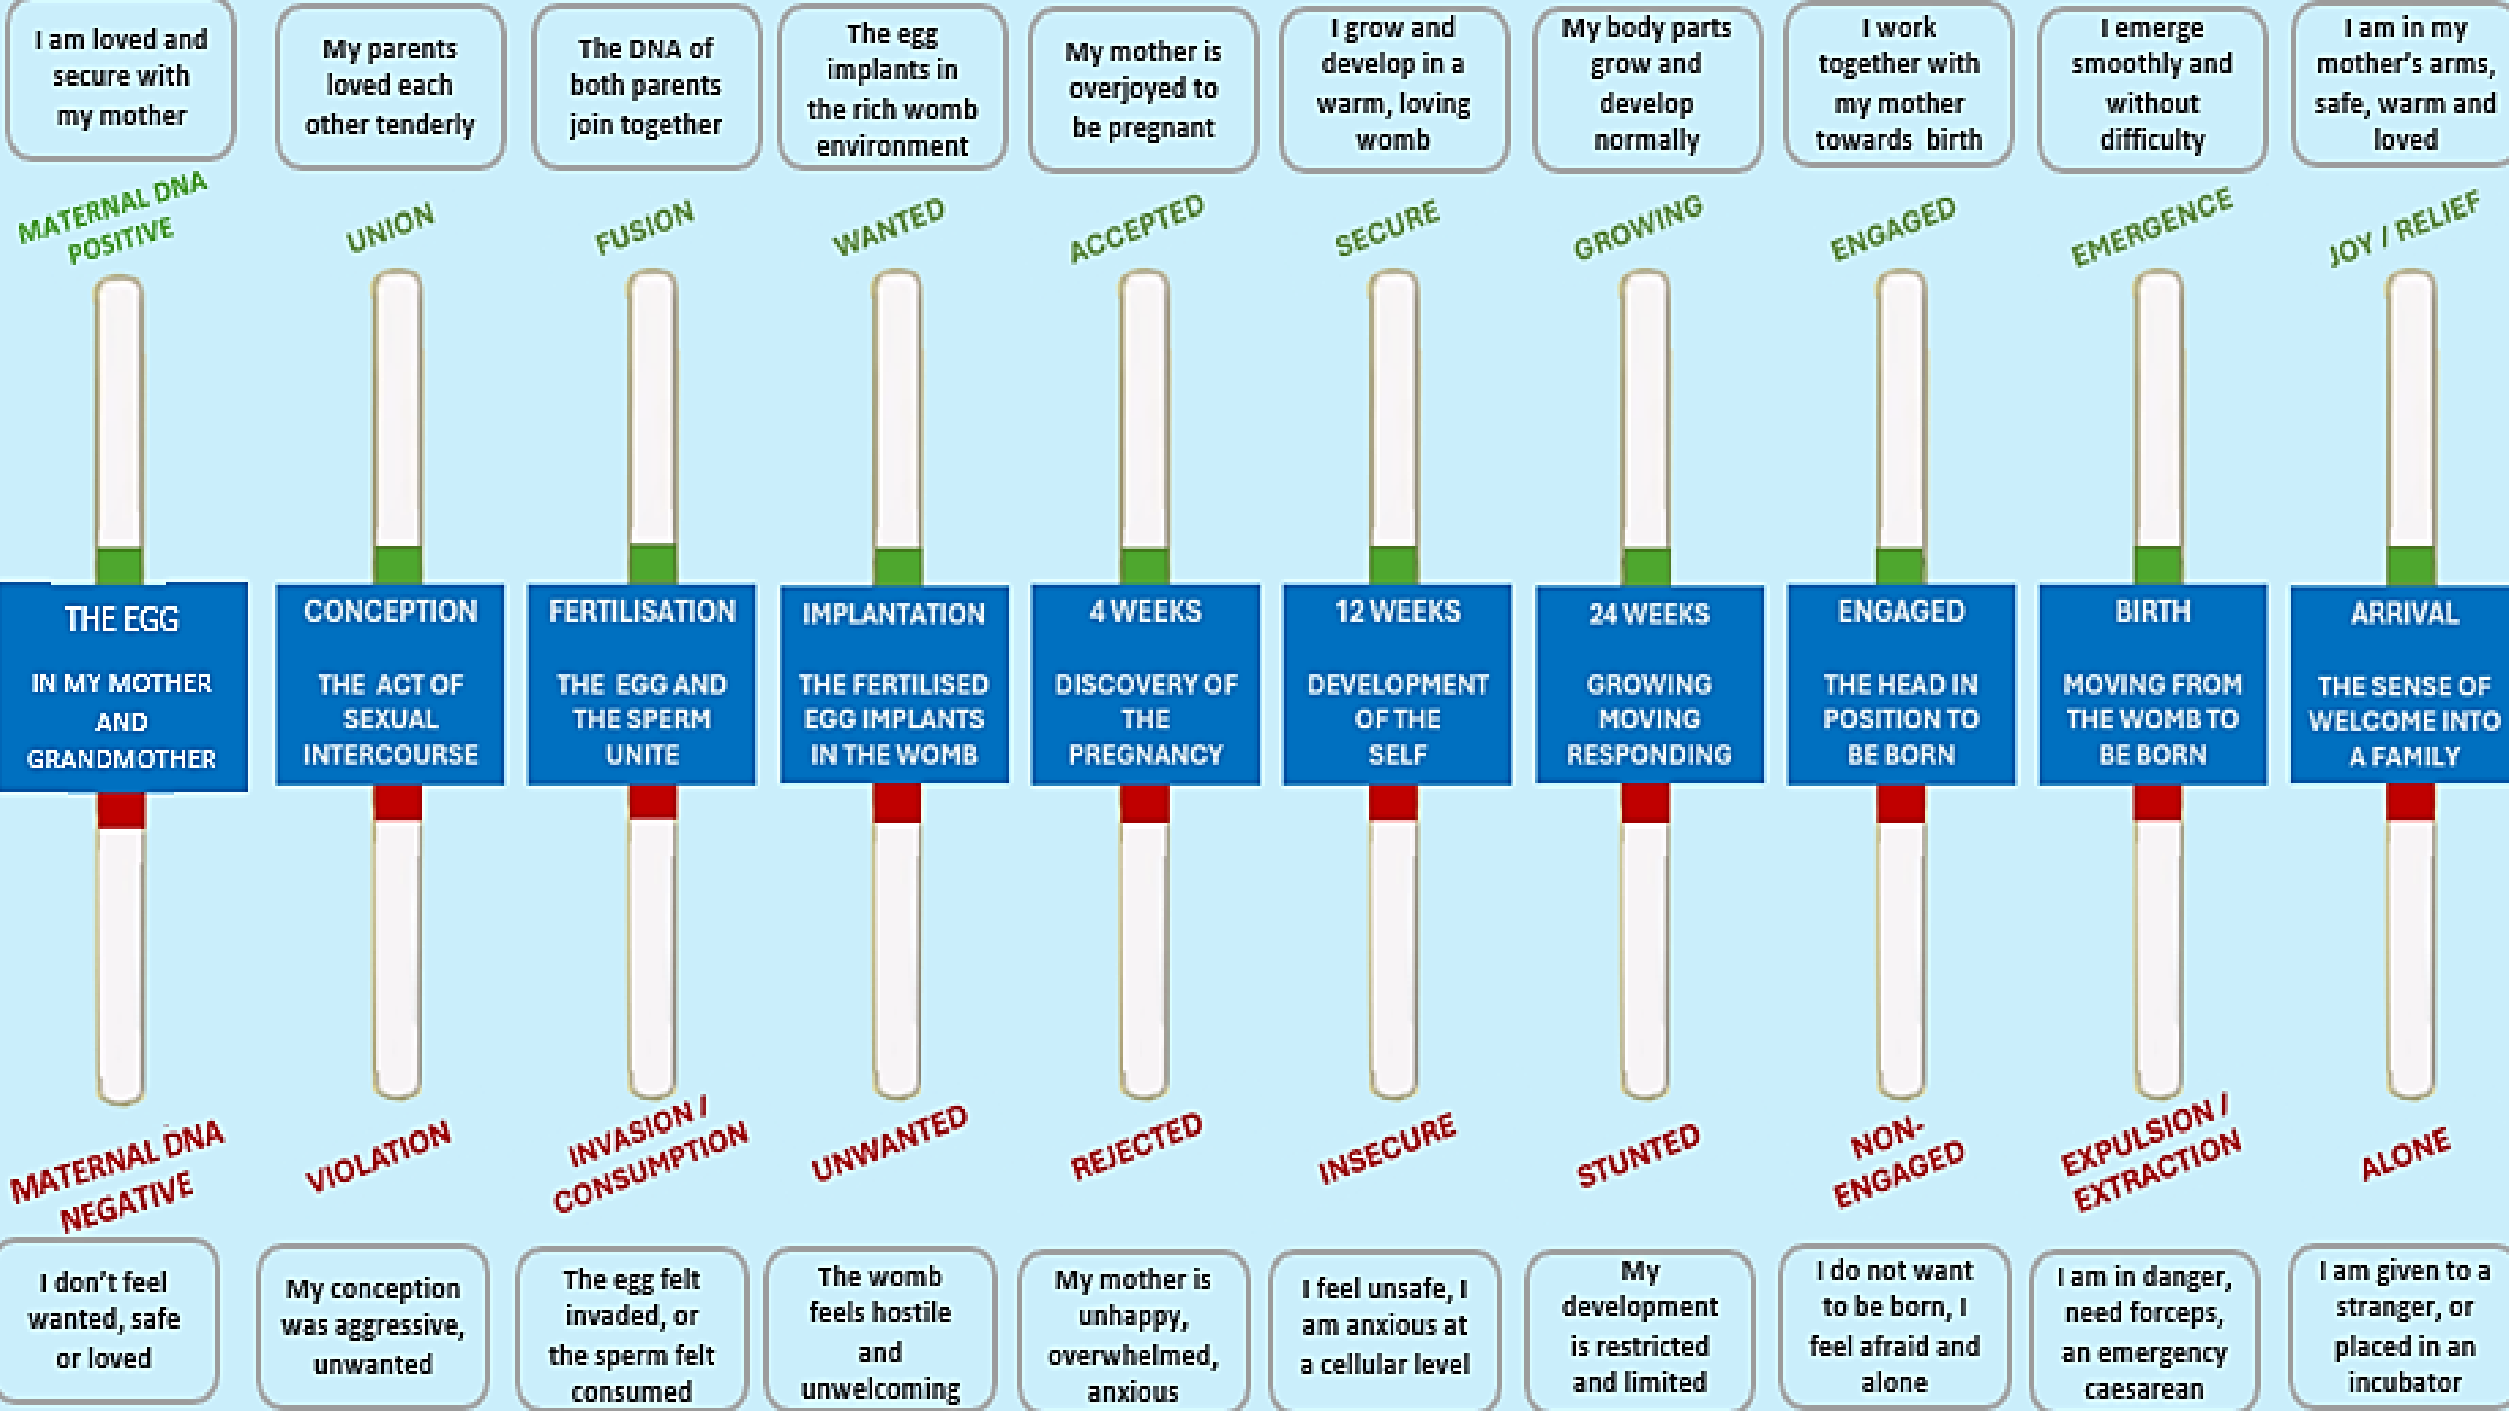 I am loved and
secure with
my mother
My parents
loved each
other tenderly
The DNA of
both parents
join together
The egg
implants in
the rich womb
environment
My mother is
overjoyed to
be pregnant
I grow and
develop in a
warm, loving
womb
My body parts
grow and
develop
normally
I work
together with
my mother
towards birth
I emerge
smoothly and
without
difficulty
I am in my
mother's arms,
safe, warm and
loved
MATERNAL DNA
POSITIVE
UNION
FUSION
WANTED
ACCEPTED
SECURE
GROWING
ENGAGED
EMERGENCE
JOY / RELIEF
THE EGG
IN MY MOTHER
AND
GRANDMOTHER
CONCEPTION
THE ACT OF
SEXUAL
INTERCOURSE
FERTILISATION
THE EGG AND
THE SPERM
UNITE
IMPLANTATION
THE FERTILISED
EGG IMPLANTS
IN THE WOMB
4 WEEKS
DISCOVERY OF
THE
PREGNANCY
12 WEEKS
DEVELOPMENT
OF THE
SELF
24 WEEKS
GROWING
MOVING
RESPONDING
ENGAGED
THE HEAD IN
POSITION TO
BE BORN
BIRTH
MOVING FROM
THE WOMB TO
BE BORN
ARRIVAL
THE SENSE OF
WELCOME INTO
A FAMILY
MATERNAL DNA
NEGATIVE
VIOLATION
INVASION /
CONSUMPTION
UNWANTED
REJECTED
INSECURE
STUNTED
NON-
ENGAGED
EXPULSION /
EXTRACTION
ALONE
I don't feel
wanted, safe
or loved
My conception
was aggressive,
unwanted
The egg felt
invaded, or
the sperm felt
consumed
The womb
feels hostile
and
unwelcoming
My mother is
unhappy,
overwhelmed,
anxious
I feel unsafe, I
am anxious at
a cellular level
My
development
is restricted
and limited
I do not want
to be born, I
feel afraid and
alone
I am in danger,
need forceps,
an emergency
caesarean
I am given to a
stranger, or
placed in an
incubator